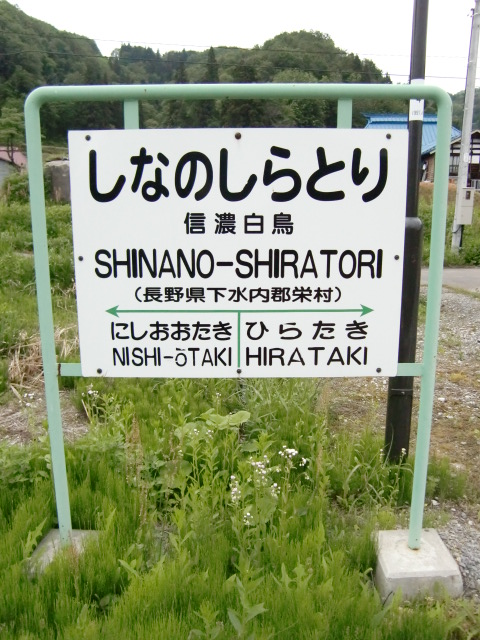 しなのしらとり
信濃白鳥
SHINANO-SHIRATORI
(長野県下水内郡栄村)
にしおおたき ひらたき
NISHI-ŌTAKI HIRATAKI